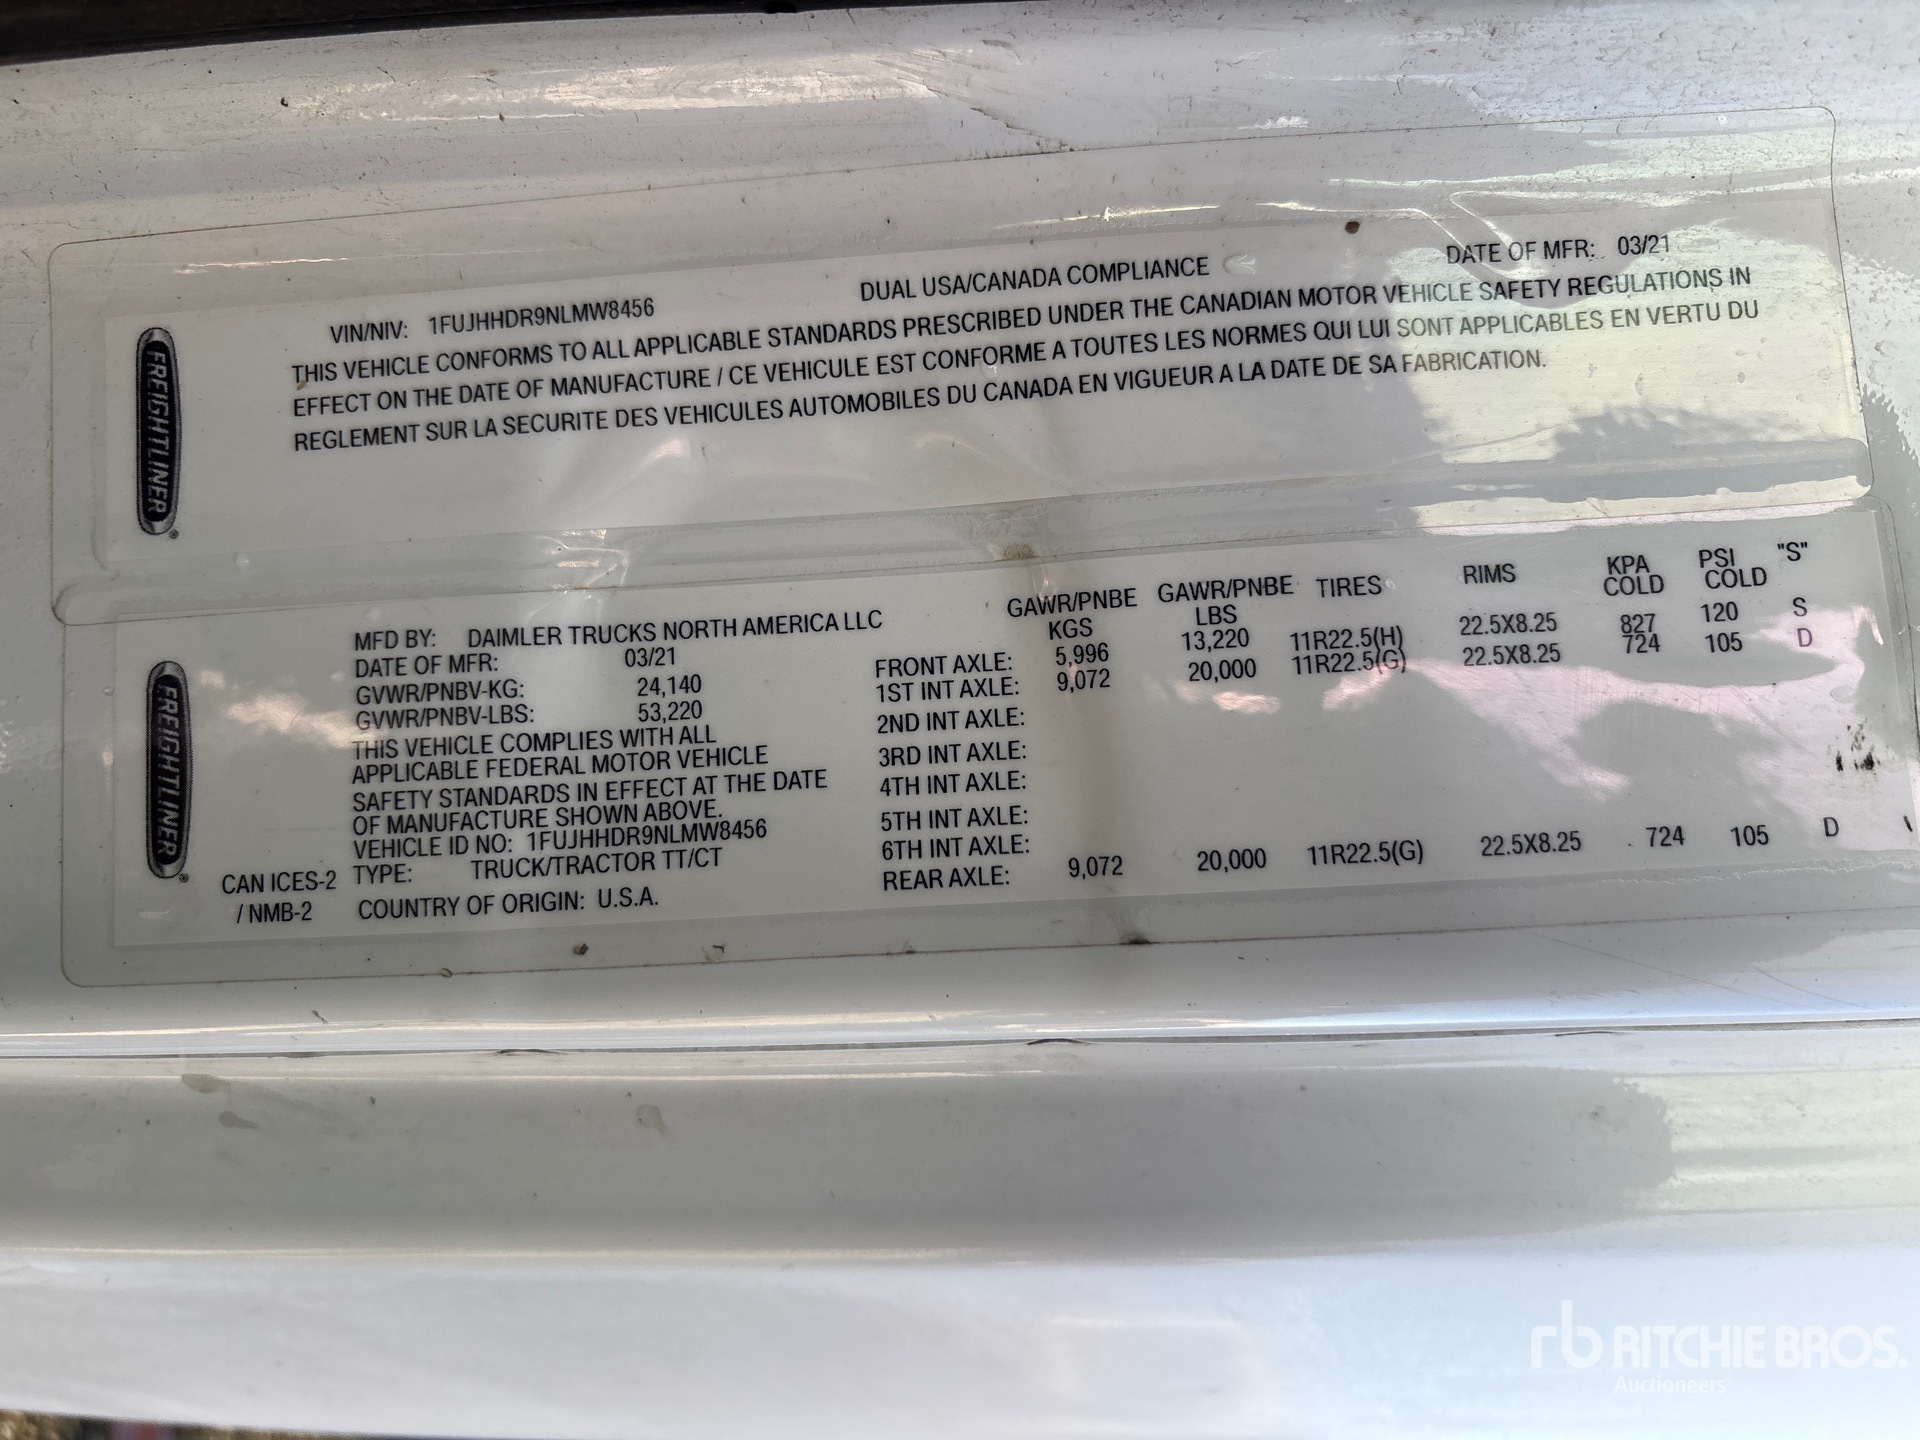 FREIGHTLINER
VIN/NIV: 1FUJHHDR9NLMW8456
DUAL USA/CANADA COMPLIANCE
DATE OF MFR: 03/21
THIS VEHICLE CONFORMS TO ALL APPLICABLE STANDARDS PRESCRIBED UNDER THE CANADIAN MOTOR VEHICLE SAFETY REGULATIONS IN
EFFECT ON THE DATE OF MANUFACTURE / CE VEHICULE EST CONFORME A TOUTES LES NORMES QUI LUI SONT APPLICABLES EN VERTU DU
REGLEMENT SUR LA SECURITE DES VEHICULES AUTOMOBILES DU CANADA EN VIGUEUR A LA DATE DE SA FABRICATION.
FREIGHTLINER
CAN ICES-2
/ NMB-2
MFD BY: DAIMLER TRUCKS NORTH AMERICA LLC
DATE OF MFR: 03/21
GVWR/PNBV-KG: 24,140
GVWR/PNBV-LBS: 53,220
THIS VEHICLE COMPLIES WITH ALL
APPLICABLE FEDERAL MOTOR VEHICLE
SAFETY STANDARDS IN EFFECT AT THE DATE
OF MANUFACTURE SHOWN ABOVE.
VEHICLE ID NO: 1FUJHHDR9NLMW8456
TYPE: TRUCK/TRACTOR TT/CT
COUNTRY OF ORIGIN: U.S.A.
GAWR/PNBE GAWR/PNBE TIRES RIMS KPA PSI "S"
KGS LBS COLD COLD
FRONT AXLE: 5,996 13,220 11R22.5(H) 22.5X8.25 827 120 S
1ST INT AXLE: 9,072 20,000 11R22.5(G) 22.5X8.25 724 105 D
2ND INT AXLE:
3RD INT AXLE:
4TH INT AXLE:
5TH INT AXLE:
6TH INT AXLE:
REAR AXLE: 9,072 20,000 11R22.5(G) 22.5X8.25 724 105 D
rb RITCHIE BROS.
Auctioneers